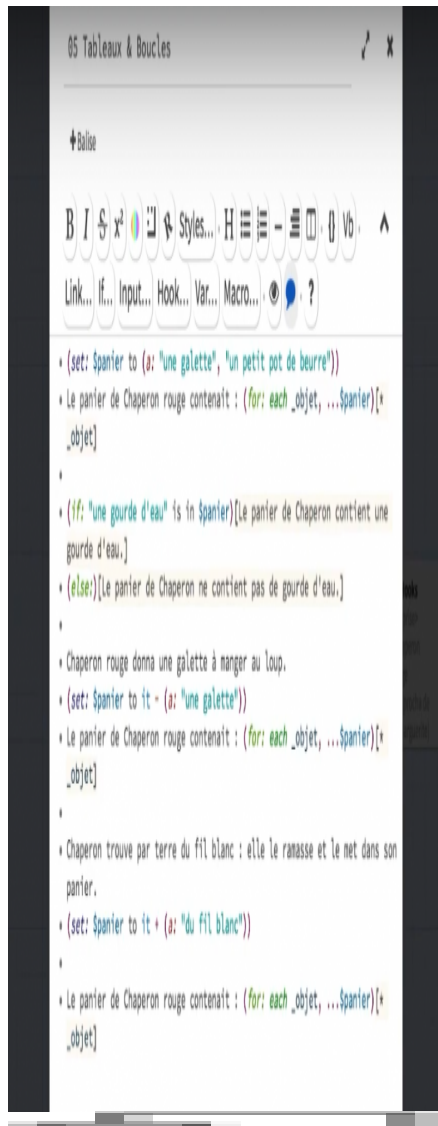 05 Tableaux & Boucles
+Balise
B I S x² Styles... H {} Vb
Link... If... Input... Hook... Var... Macro... ?
(set: $panier to (a: "une galette", "un petit pot de beurre"))
Le panier de Chaperon rouge contenait : (for: each _objet, ...$panier)[*
_objet]
(if: "une gourde d'eau" is in $panier)[Le panier de Chaperon contient une
gourde d'eau.]
(else:)[Le panier de Chaperon ne contient pas de gourde d'eau.]
Chaperon rouge donna une galette à manger au loup.
(set: $panier to it - (a: "une galette"))
Le panier de Chaperon rouge contenait : (for: each _objet, ...$panier)[*
_objet]
Chaperon trouve par terre du fil blanc : elle le ramasse et le met dans son
panier.
(set: $panier to it + (a: "du fil blanc"))
Le panier de Chaperon rouge contenait : (for: each _objet, ...$panier)[*
_objet]